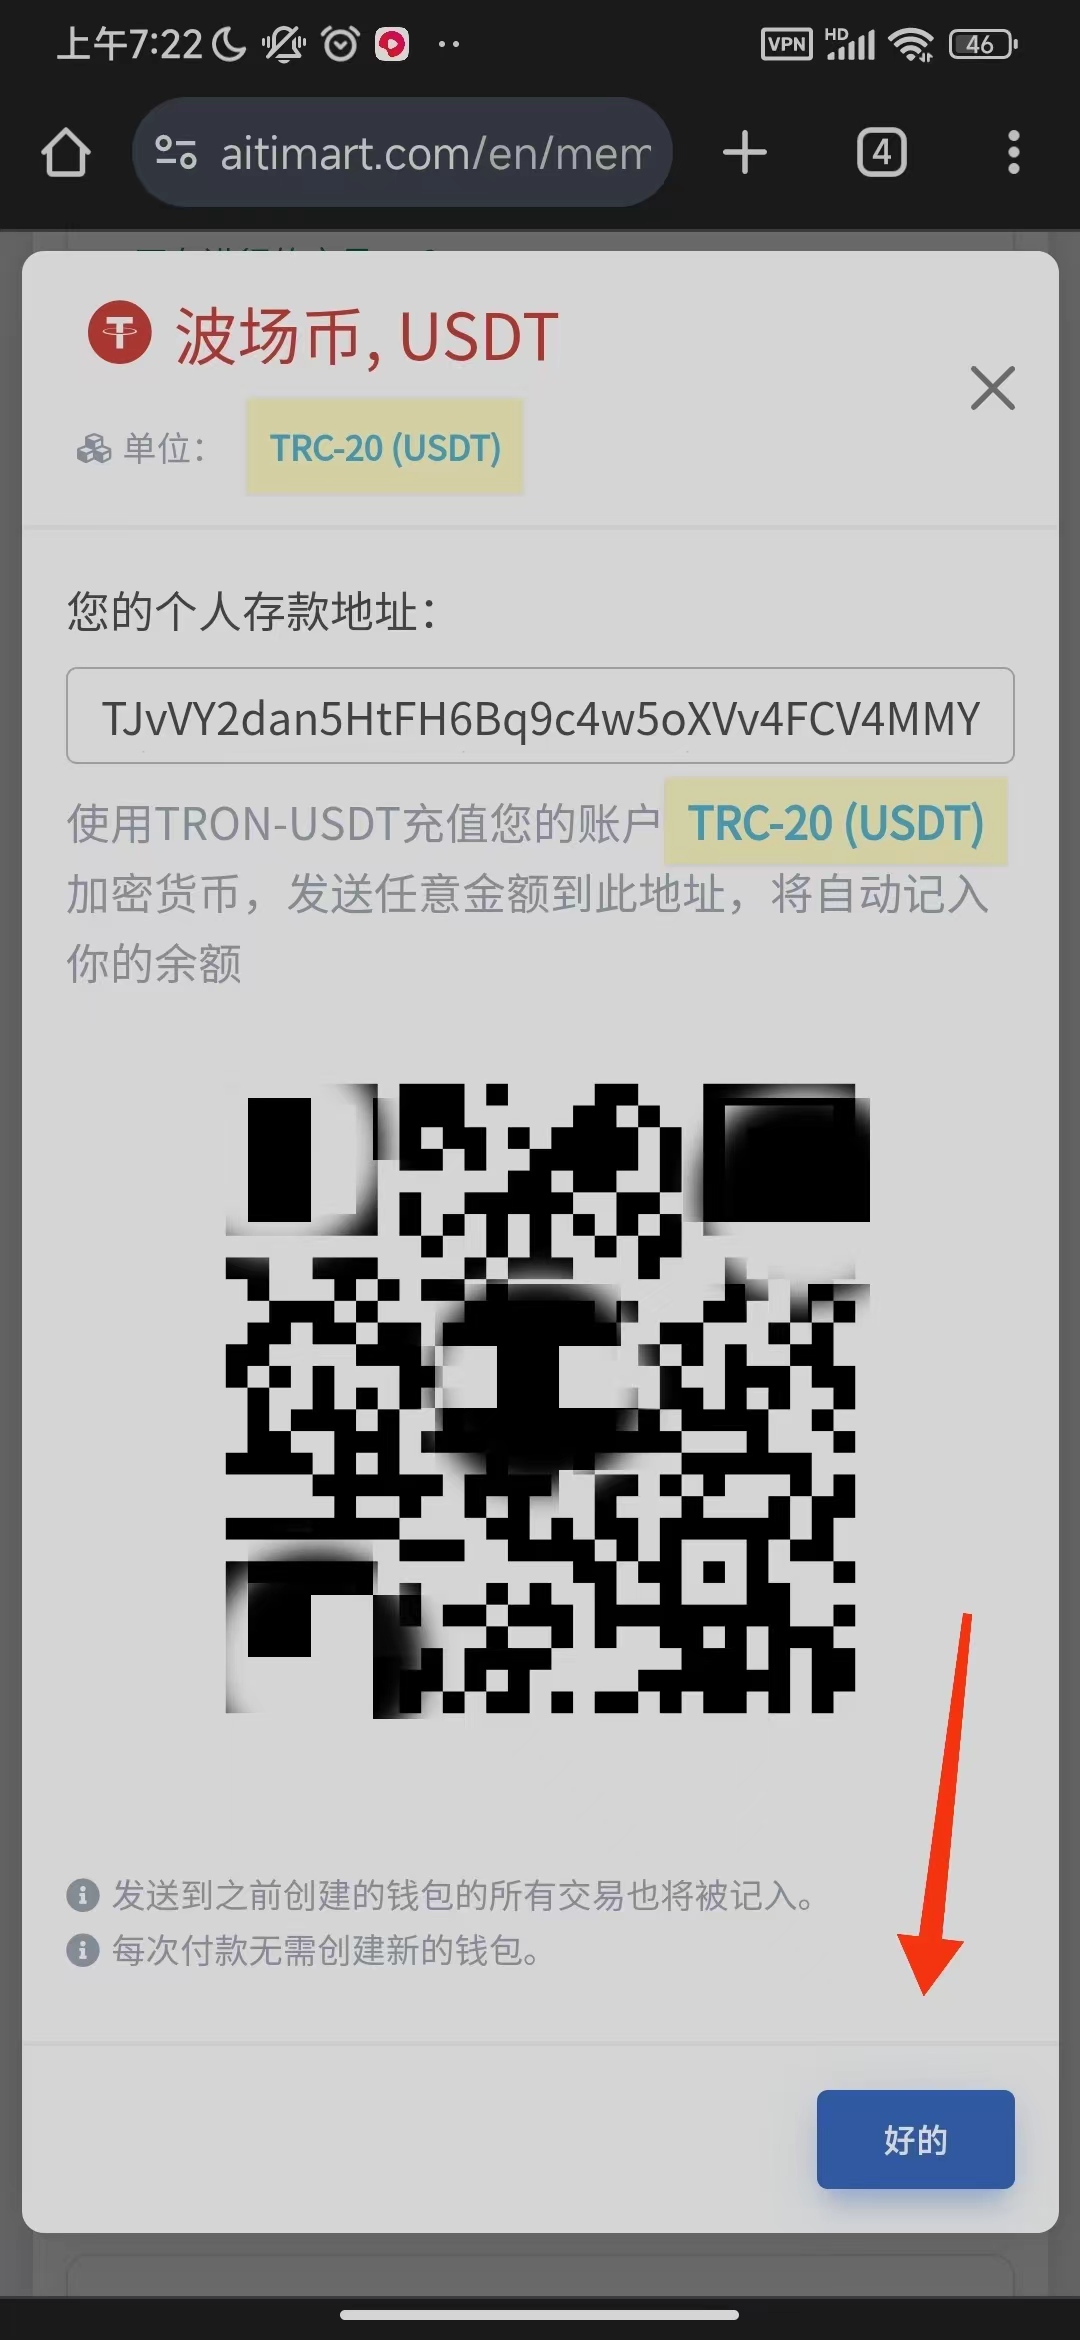 上午7:22
VPN
HD
46
aitimart.com/en/mem
4
波场币, USDT
单位：
TRC-20 (USDT)
您的个人存款地址：
TJvVY2dan5HtFH6Bq9c4w5oXVv4FCV4MMY
使用TRON-USDT充值您的账户 TRC-20 (USDT)
加密货币，发送任意金额到此地址，将自动记入
你的余额
发送到之前创建的钱包的所有交易也将被记入。
每次付款无需创建新的钱包。
好的